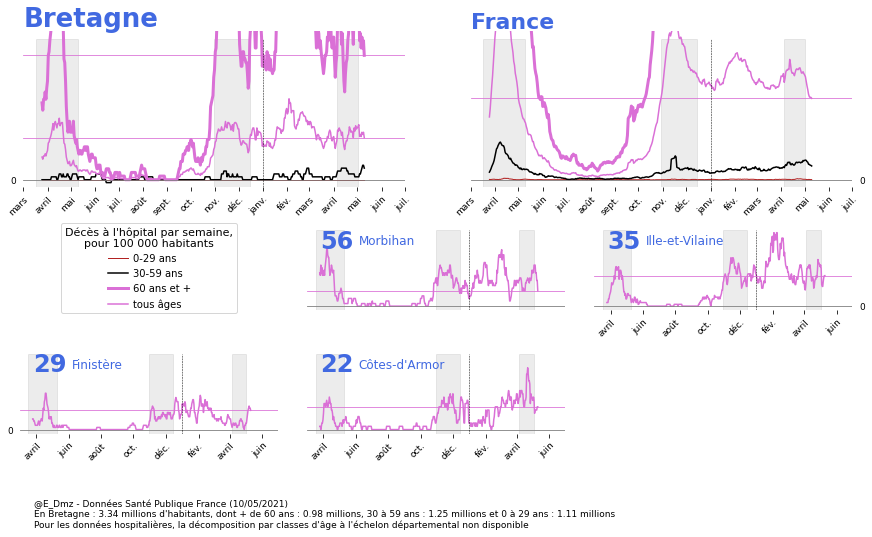 Bretagne
France
0
mars avril mai juin juil. août sept. oct. nov. déc. janv. fév. mars avril mai juin juil.
mars avril mai juin juil. août sept. oct. nov. déc. janv. fév. mars avril mai juin juil.
0
Décès à l'hôpital par semaine,
pour 100 000 habitants
0-29 ans
30-59 ans
60 ans et +
tous âges
56 Morbihan
35 Ille-et-Vilaine
0
avril juin août oct. déc. fév. avril juin
29 Finistère
22 Côtes-d'Armor
0
avril juin août oct. déc. fév. avril juin
avril juin août oct. déc. fév. avril juin
@E_Dmz - Données Santé Publique France (10/05/2021)
En Bretagne : 3.34 millions d'habitants, dont + de 60 ans : 0.98 millions, 30 à 59 ans : 1.25 millions et 0 à 29 ans : 1.11 millions
Pour les données hospitalières, la décomposition par classes d'âge à l'échelon départemental non disponible